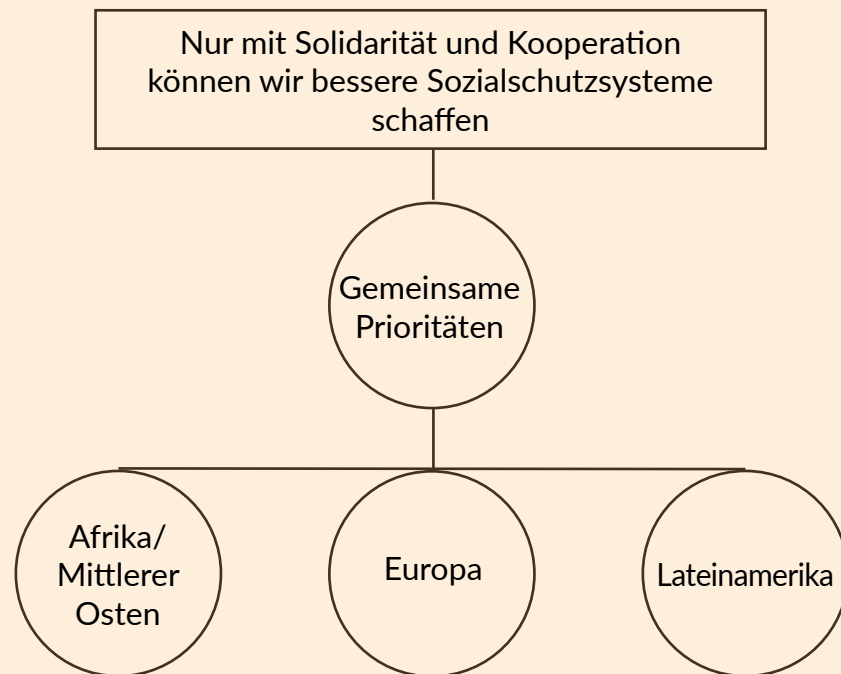 Nur mit Solidarität und Kooperation
können wir bessere Sozialschutzsysteme
schaffen
Gemeinsame
Prioritäten
Afrika/
Mittlerer
Osten
Europa
Lateinamerika